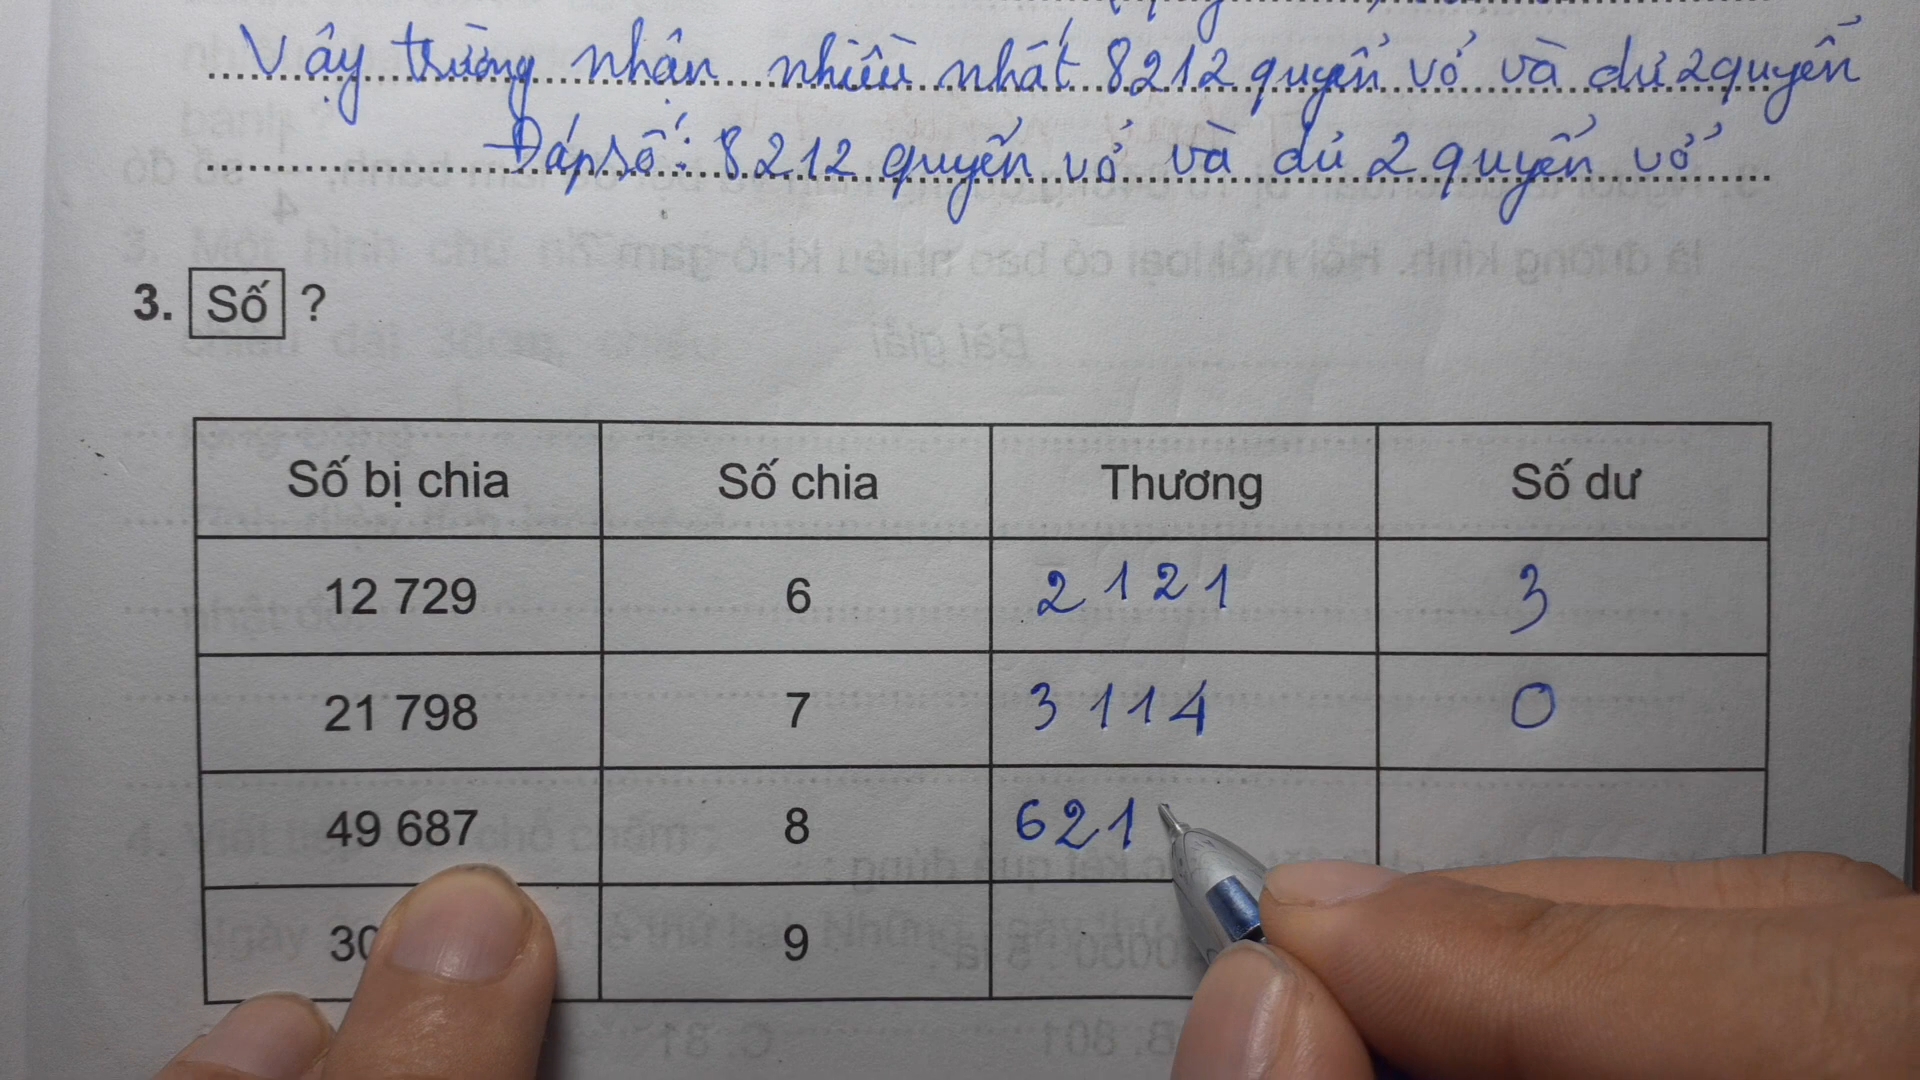 Vậy trường nhận nhiều nhất 8212 quyển vở và dư 2 quyển
Đáp số: 8212 quyển vở và dư 2 quyển vở
3. Số ?
Số bị chia Số chia Thương Số dư
12 729 6 2121 3
21 798 7 3114 0
49 687 8 621
30 9